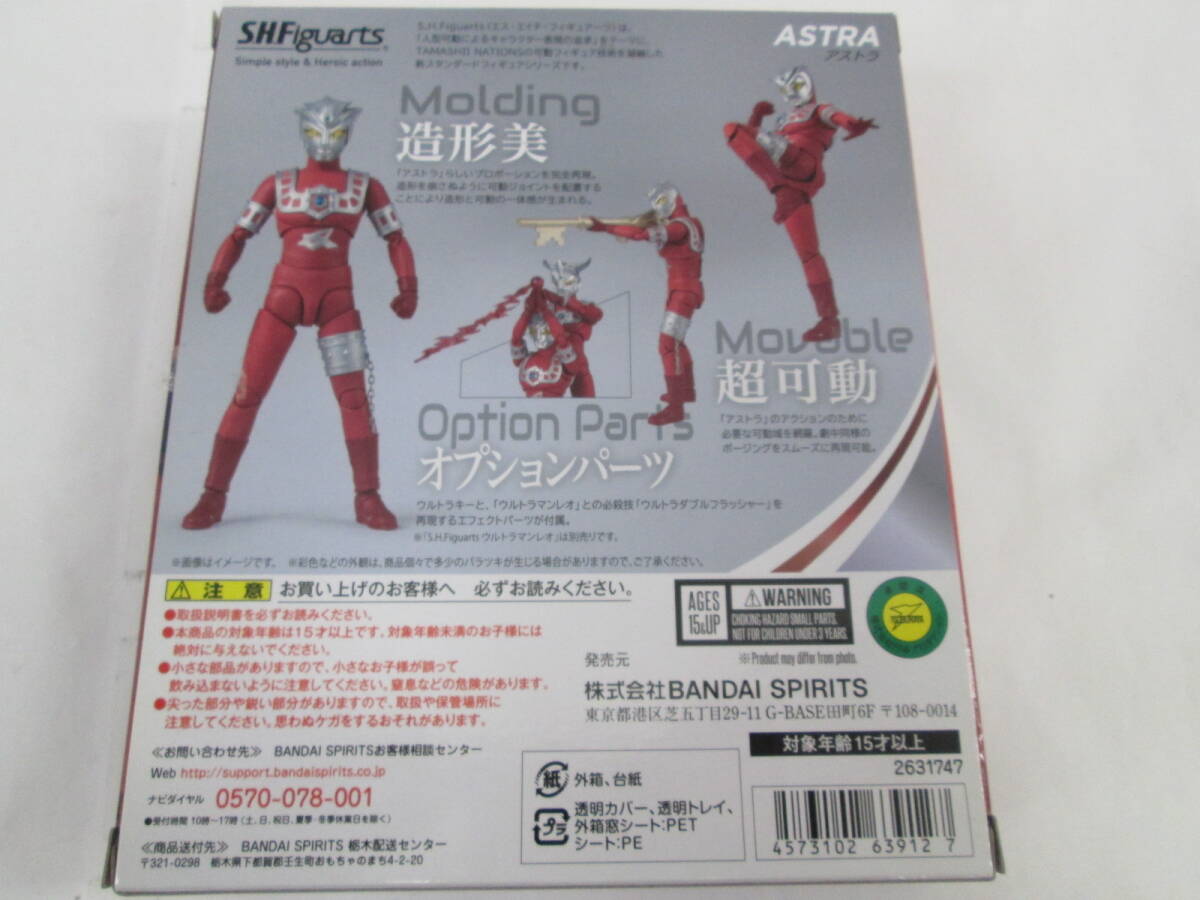 S.H.Figuarts
Simple style & Heroic action
S.H.Figuarts(エス・エイチ・フィギュアーツ)は、
「人型可動によるキャラクター表現の追求」をテーマに、
TAMASHII NATIONSの可動フィギュア技術を凝縮した
新スタンダードフィギュアシリーズです。
ASTRA
アストラ
Molding
造形美
「アストラ」らしいプロポーションを完全再現。
造形を崩さぬように可動ジョイントを配置する
ことにより造形と可動の一体感が生まれる。
Movable
超可動
「アストラ」のアクションのために
必要な可動域を網羅。劇中同様の
ポージングをスムーズに再現可能。
Option Parts
オプションパーツ
ウルトラキーと、「ウルトラマンレオ」との必殺技「ウルトラダブルフラッシャー」を
再現するエフェクトパーツが付属。
※「S.H.Figuarts ウルトラマンレオ」は別売りです。
※画像はイメージです。 ※彩色などの外観は、商品個々で多少のバラツキが生じる場合がありますので、ご了承ください。
注意 お買い上げのお客様へ 必ずお読みください。
●取扱説明書を必ずお読みください。
●本商品の対象年齢は15才以上です。対象年齢未満のお子様には
絶対に与えないでください。
●小さな部品がありますので、小さなお子様が誤って
飲み込まないように注意してください。窒息などの危険があります。
●尖った部分や鋭い部分がありますので、取扱や保管場所に
注意してください。思わぬケガをするおそれがあります。
≪お問い合わせ先≫ BANDAI SPIRITSお客様相談センター
Web http://support.bandaispirits.co.jp
ナビダイヤル 0570-078-001
●受付時間 10時〜17時(土、日、祝日、夏季・冬季休業日を除く)
≪商品送付先≫ BANDAI SPIRITS 栃木配送センター
〒321-0298 栃木県下都賀郡壬生町おもちゃのまち4-2-20
AGES
15&UP
WARNING
CHOKING HAZARD SMALL PARTS.
NOT FOR CHILDREN UNDER 3 YEARS.
※Product may differ from photo.
発売元
株式会社BANDAI SPIRITS
東京都港区芝五丁目29-11 G-BASE田町6F 〒108-0014
対象年齢15才以上
2631747
紙 外箱、台紙
プラ 透明カバー、透明トレイ、
外箱窓シート:PET
シート:PE
4573102 63912 7